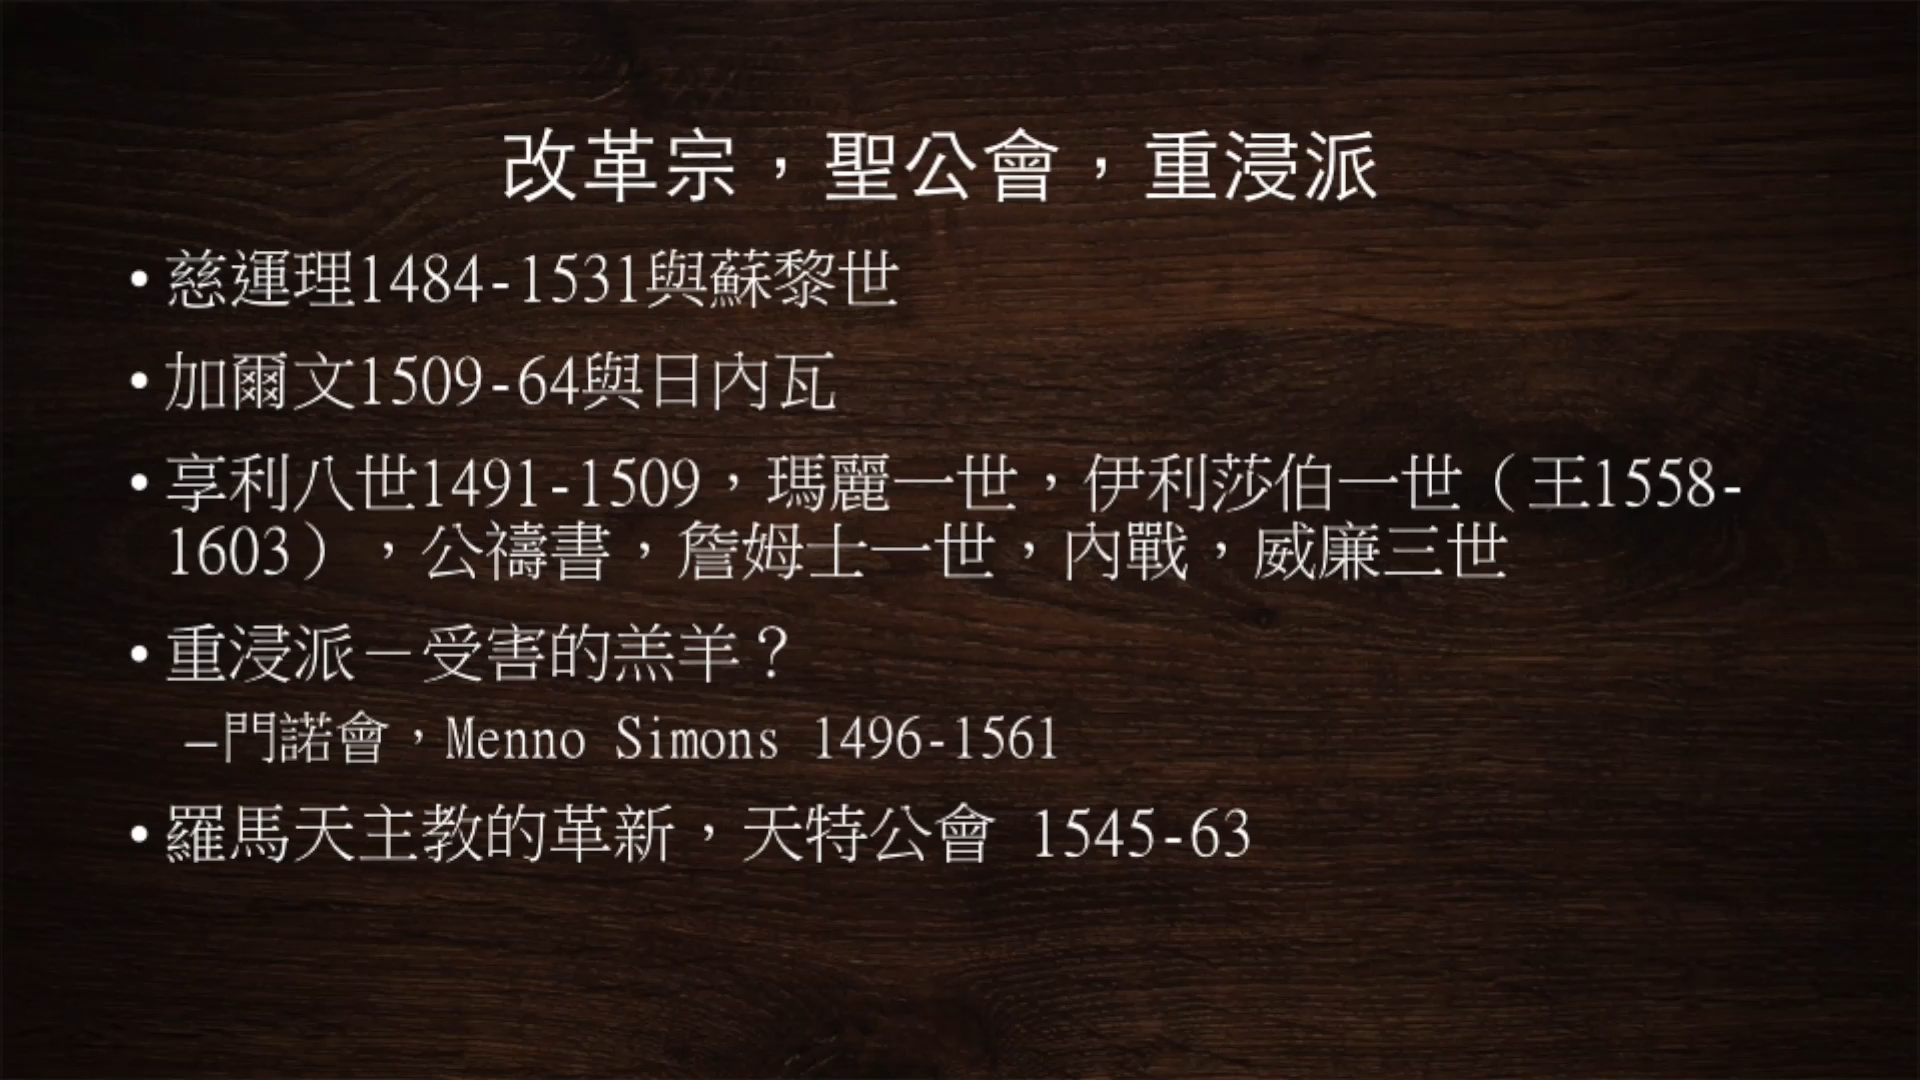 改革宗，聖公會，重浸派
• 慈運理1484-1531與蘇黎世
• 加爾文1509-64與日內瓦
• 享利八世1491-1509，瑪麗一世，伊利莎伯一世（王1558-
1603），公禱書，詹姆士一世，內戰，威廉三世
• 重浸派－受害的羔羊？
–門諾會，Menno Simons 1496-1561
• 羅馬天主教的革新，天特公會 1545-63